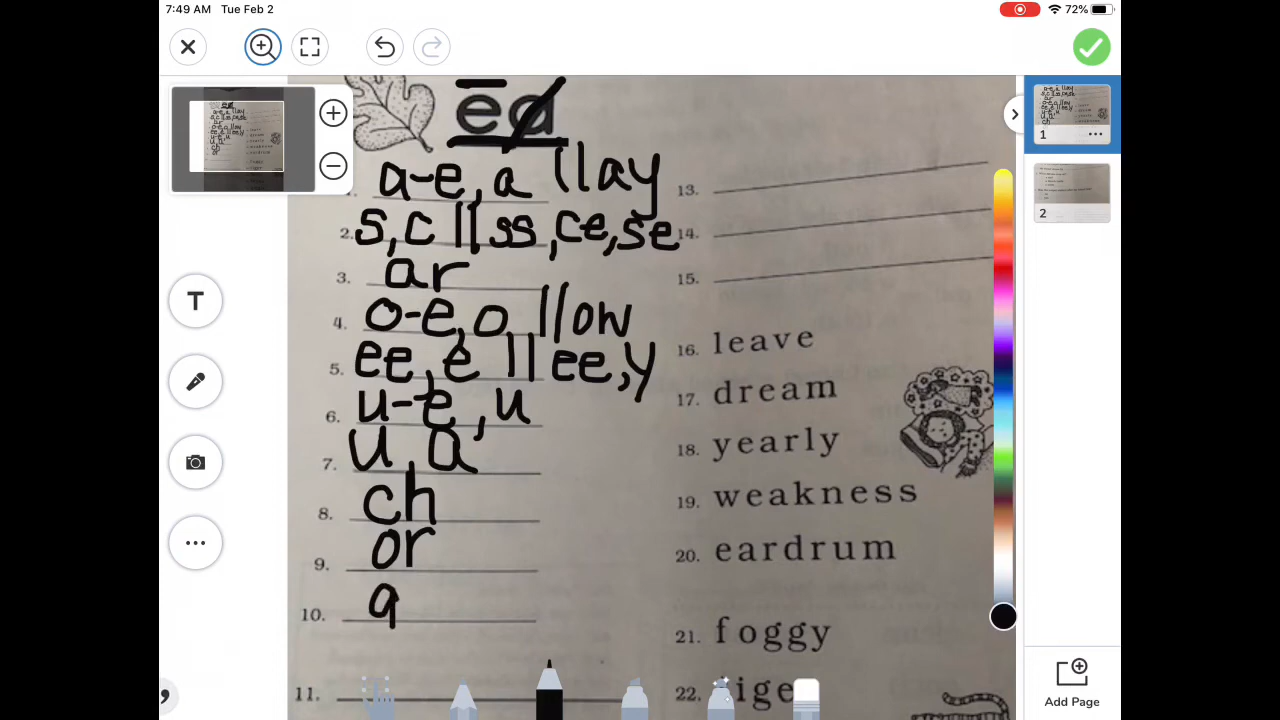 7:49 AM Tue Feb 2
72%
ea
a-e, a || ay
2. s, c || ss, ce, se
3. ar
4. o-e, o || ow
5. ee, e || ee, y
6. u-e, u
7. u, a
8. ch
9. or
10. a
11.
13.
14.
15.
16. leave
17. dream
18. yearly
19. weakness
20. eardrum
21. foggy
22.
T
1
2
Add Page